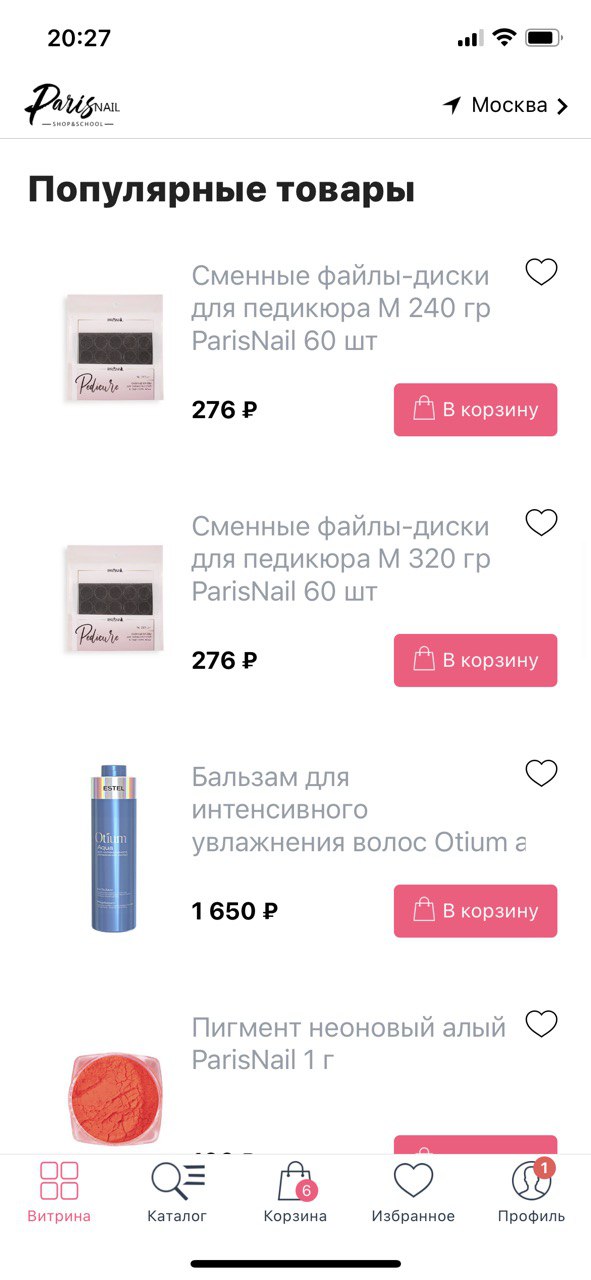 20:27
Paris NAIL
SHOP&SCHOOL
Москва
Популярные товары
Сменные файлы-диски
для педикюра M 240 гр
ParisNail 60 шт
Pedicure
276 ₽
В корзину
Сменные файлы-диски
для педикюра M 320 гр
ParisNail 60 шт
Pedicure
276 ₽
В корзину
Бальзам для
интенсивного
увлажнения волос Otium a
ESTEL
Otium
Aqua
1 650 ₽
В корзину
Пигмент неоновый алый
ParisNail 1 г
6
1
Витрина
Каталог
Корзина
Избранное
Профиль